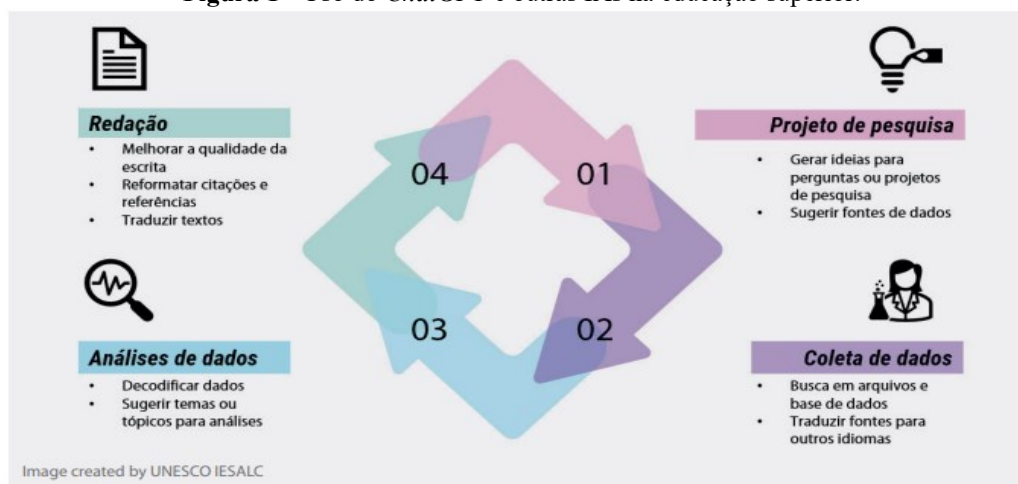 Redação
• Melhorar a qualidade da
escrita
• Reformatar citações e
referências
• Traduzir textos
Projeto de pesquisa
• Gerar ideias para
perguntas ou projetos
de pesquisa
• Sugerir fontes de dados
04
01
03
02
Análises de dados
• Decodificar dados
• Sugerir temas ou
tópicos para análises
Coleta de dados
• Busca em arquivos e
base de dados
• Traduzir fontes para
outros idiomas
Image created by UNESCO IESALC